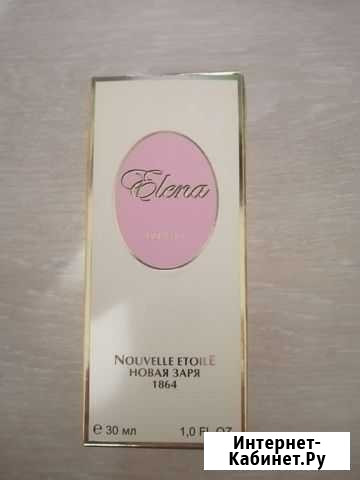 Elena
NOUVELLE ETOILE
НОВАЯ ЗАРЯ
1864
e 30 мл 1,0 FL OZ
Интернет-
Кабинет.Ру